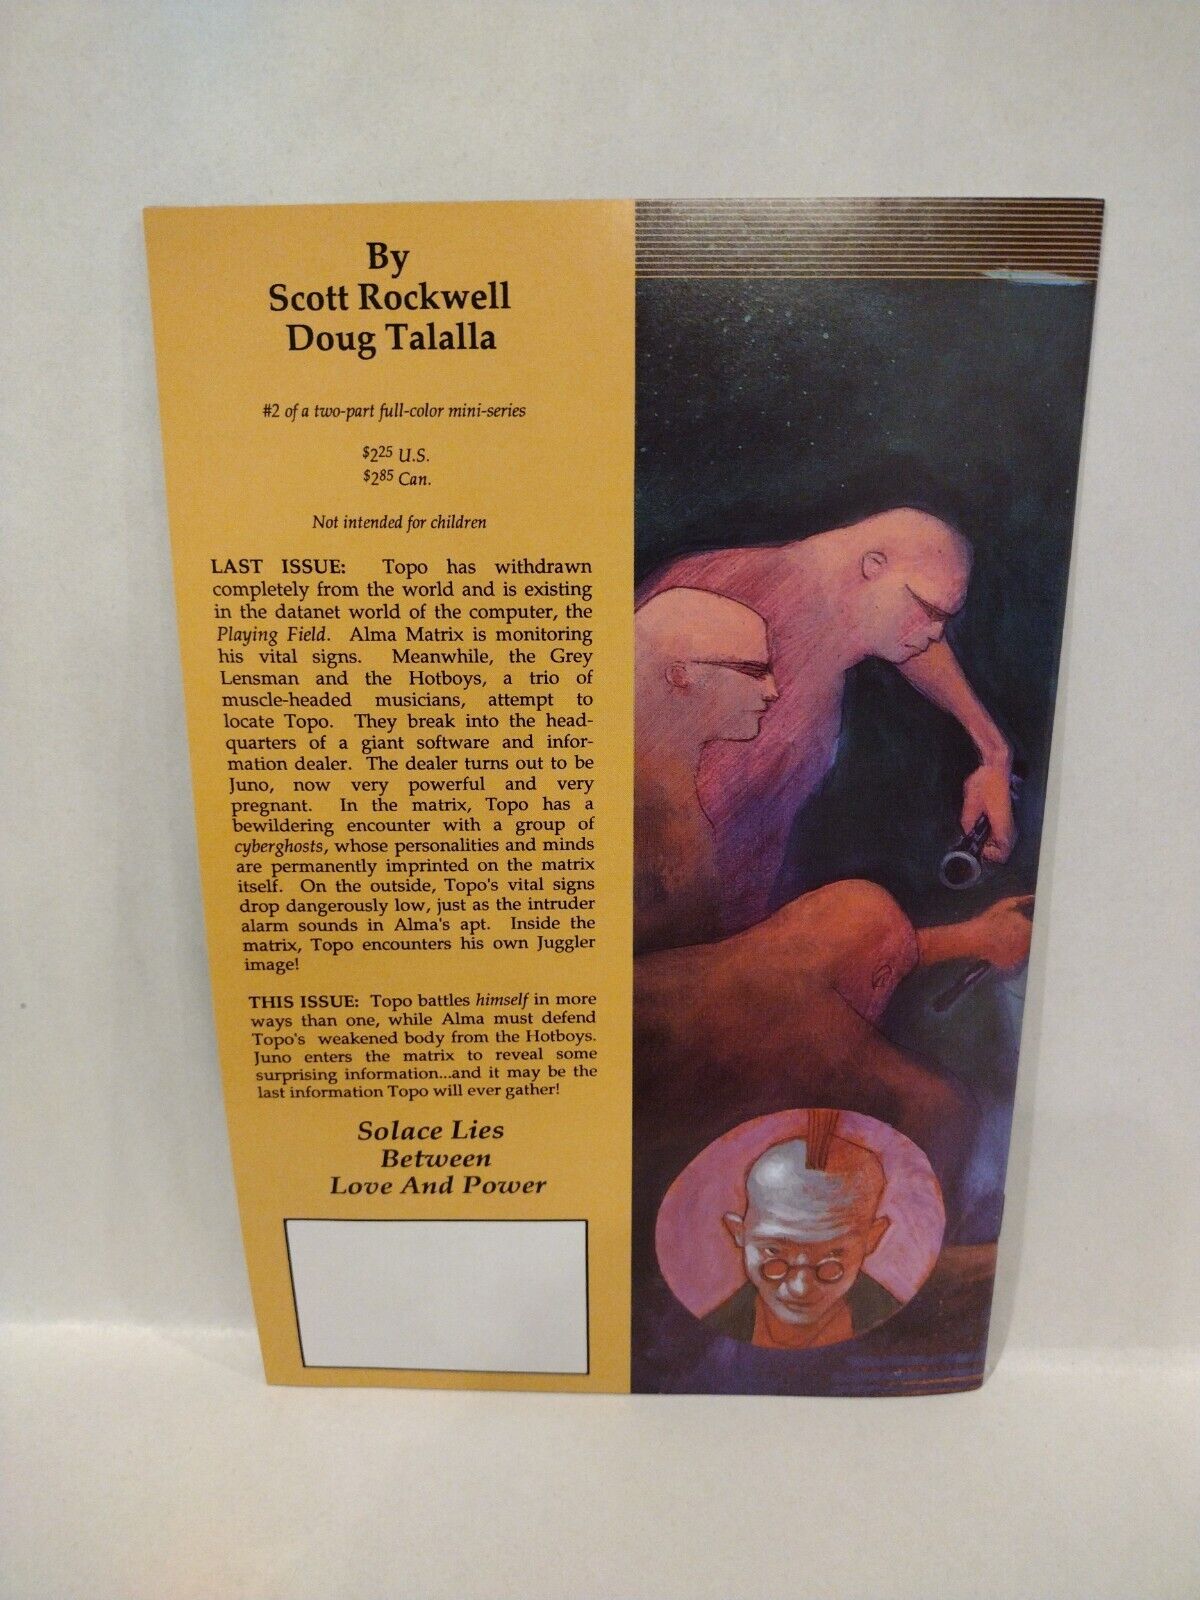 By
Scott Rockwell
Doug Talalla
#2 of a two-part full-color mini-series
$2.25 U.S.
$2.85 Can.
Not intended for children
LAST ISSUE: Topo has withdrawn
completely from the world and is existing
in the datanet world of the computer, the
Playing Field. Alma Matrix is monitoring
his vital signs. Meanwhile, the Grey
Lensman and the Hotboys, a trio of
muscle-headed musicians, attempt to
locate Topo. They break into the head-
quarters of a giant software and infor-
mation dealer. The dealer turns out to be
Juno, now very powerful and very
pregnant. In the matrix, Topo has a
bewildering encounter with a group of
cyberghosts, whose personalities and minds
are permanently imprinted on the matrix
itself. On the outside, Topo's vital signs
drop dangerously low, just as the intruder
alarm sounds in Alma's apt. Inside the
matrix, Topo encounters his own Juggler
image!
THIS ISSUE: Topo battles himself in more
ways than one, while Alma must defend
Topo's weakened body from the Hotboys.
Juno enters the matrix to reveal some
surprising information...and it may be the
last information Topo will ever gather!
Solace Lies
Between
Love And Power